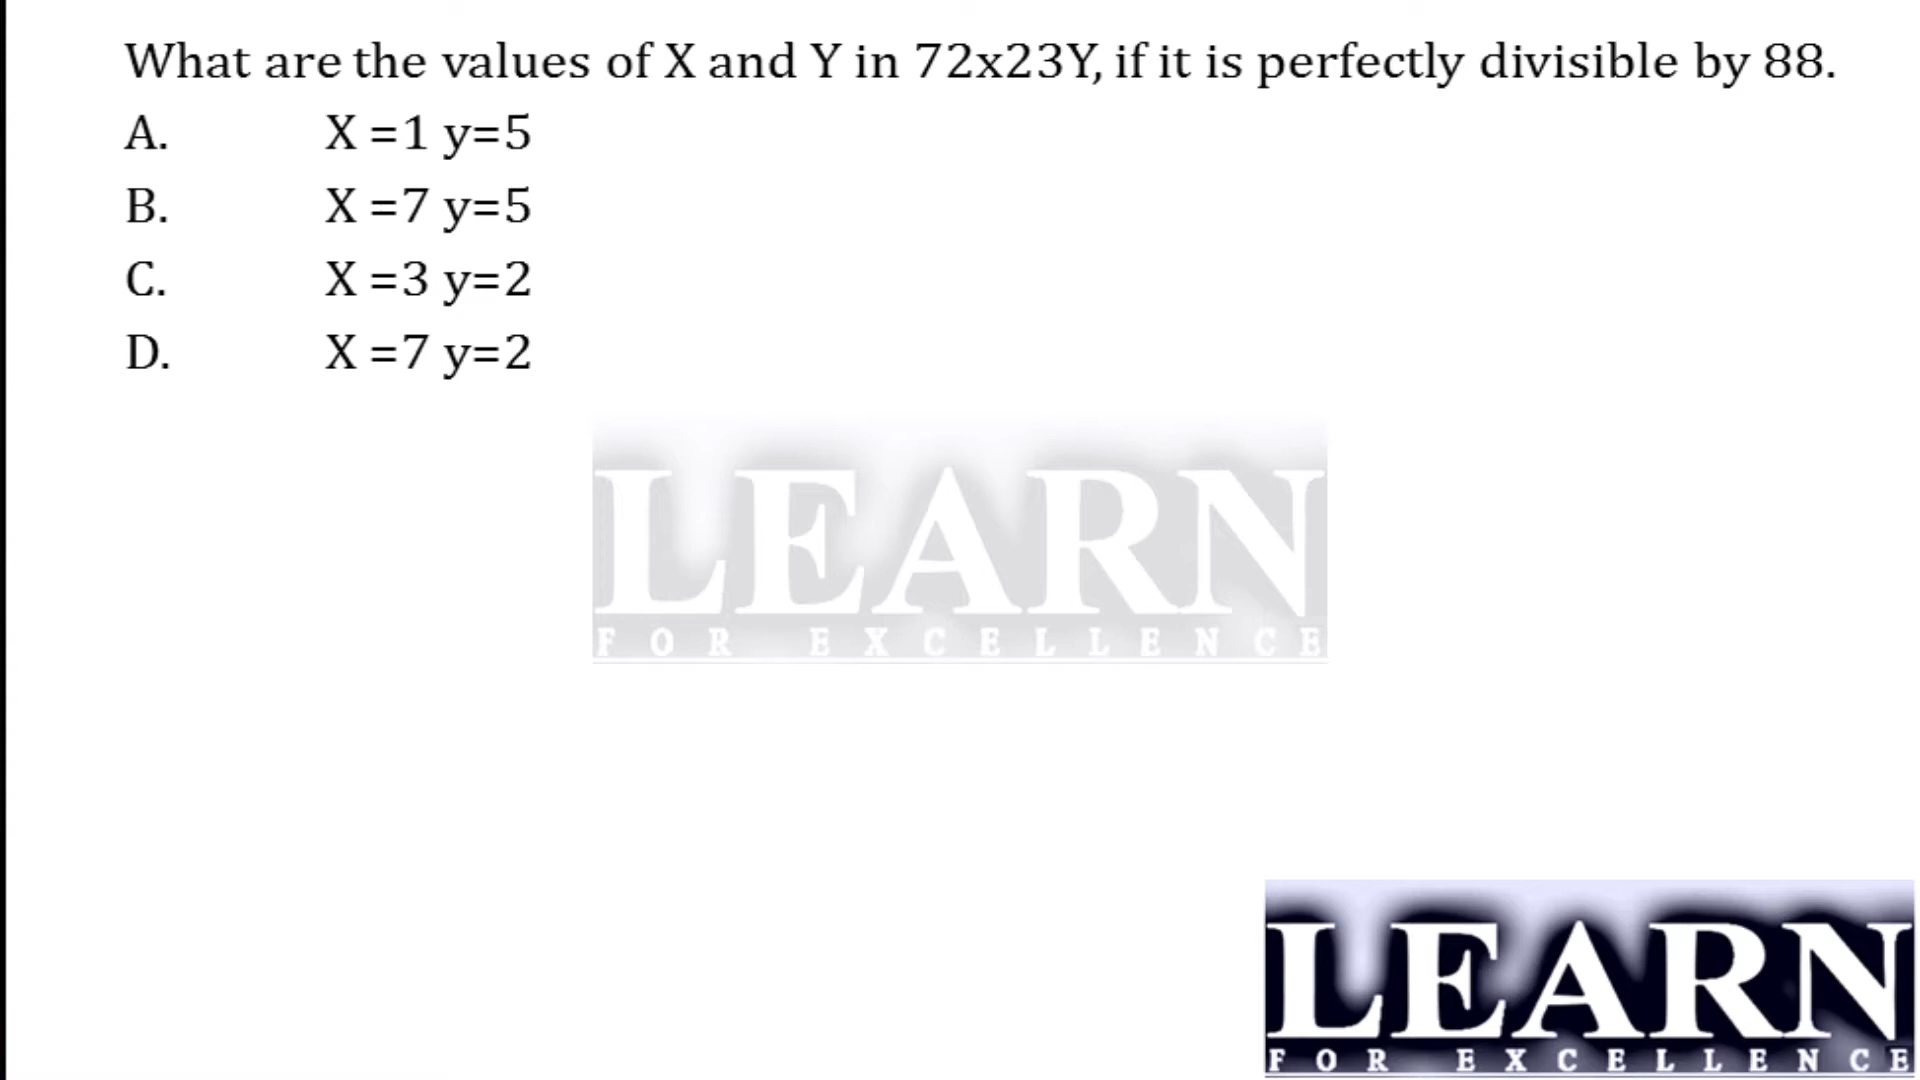 What are the values of X and Y in 72x23Y, if it is perfectly divisible by 88.
A. X =1 y=5
B. X =7 y=5
C. X =3 y=2
D. X =7 y=2
LEARN
FOR EXCELLENCE
LEARN
FOR EXCELLENCE